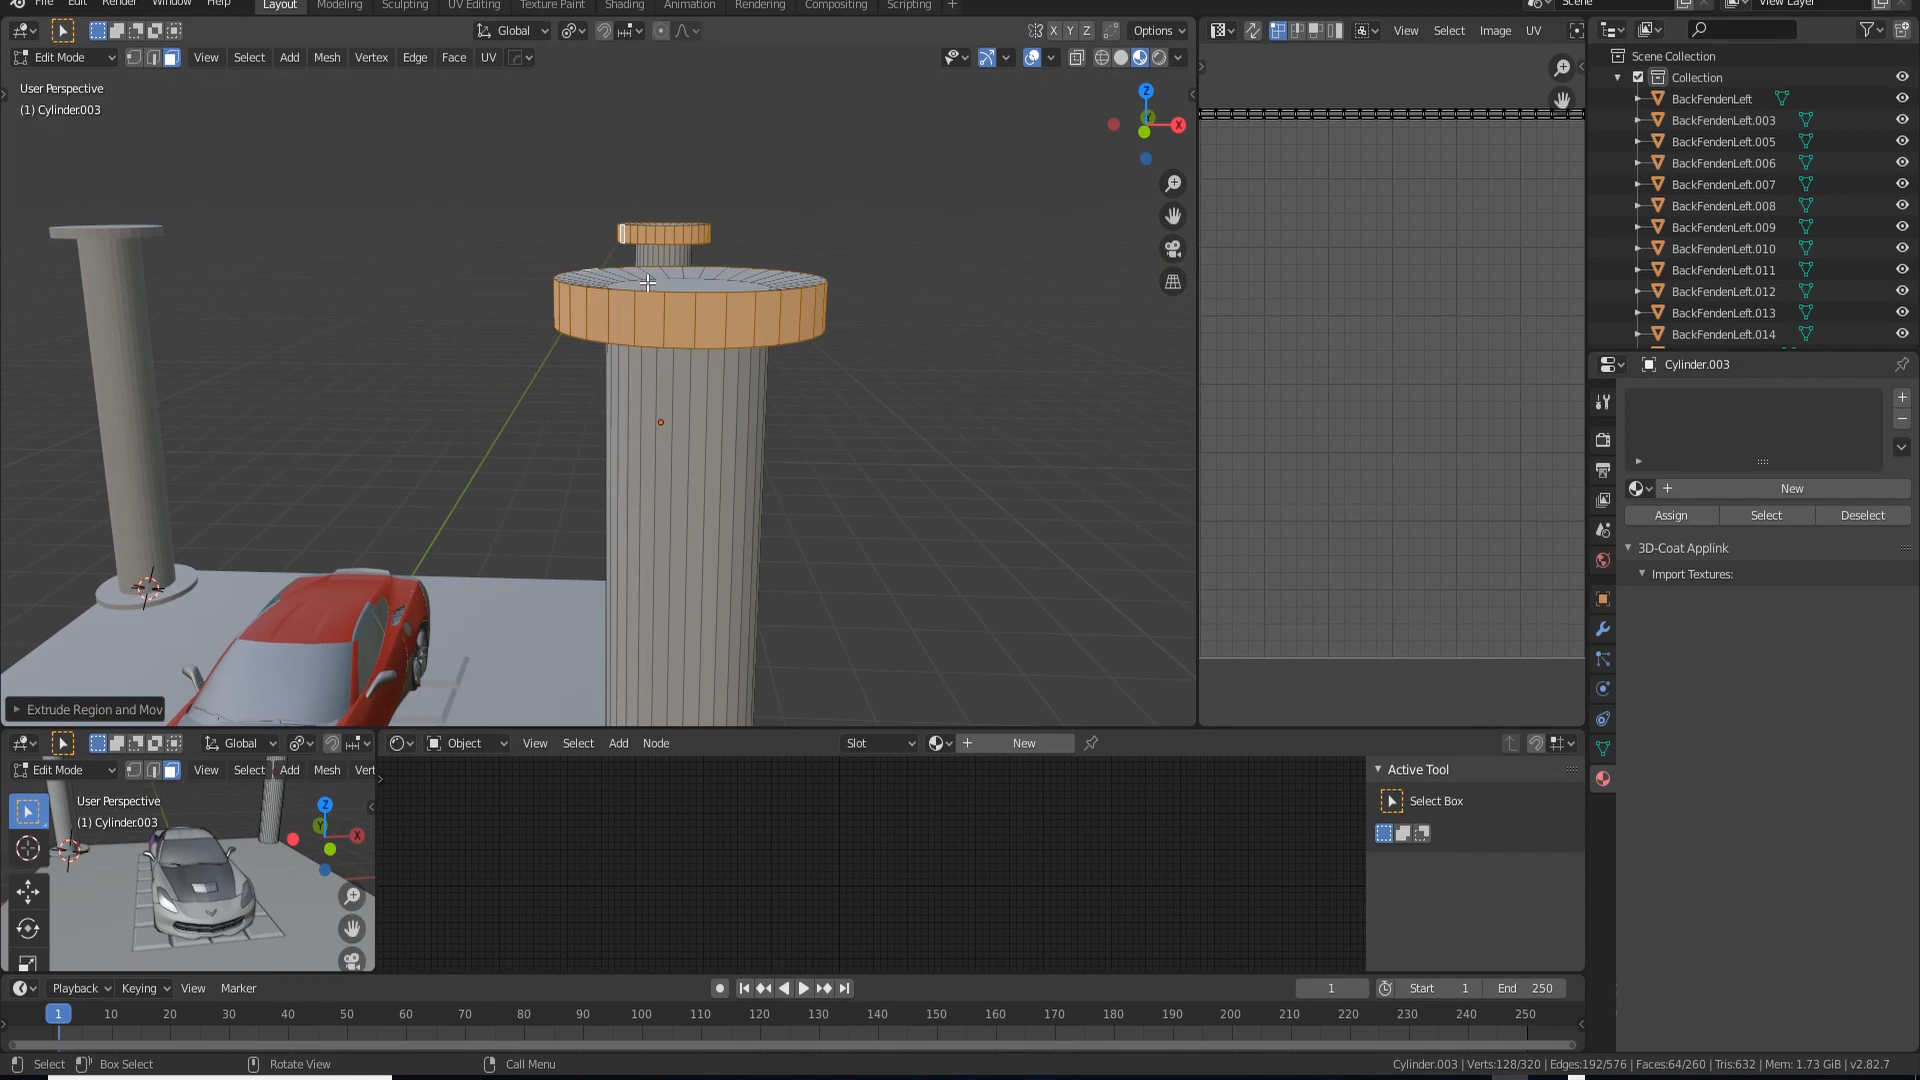 File Edit Render Window Help Layout Modeling Sculpting UV Editing Texture Paint Shading Animation Rendering Compositing Scripting + Scene View Layer
Global X Y Z Options View Select Image UV
Edit Mode View Select Add Mesh Vertex Edge Face UV
User Perspective
(1) Cylinder.003
Z
X
Y
Extrude Region and Mov
Scene Collection
Collection
BackFendenLeft
BackFendenLeft.003
BackFendenLeft.005
BackFendenLeft.006
BackFendenLeft.007
BackFendenLeft.008
BackFendenLeft.009
BackFendenLeft.010
BackFendenLeft.011
BackFendenLeft.012
BackFendenLeft.013
BackFendenLeft.014
Cylinder.003
New
Assign Select Deselect
3D-Coat Applink
Import Textures:
Global Object View Select Add Node Slot New
Edit Mode View Select Add Mesh Vert
User Perspective
(1) Cylinder.003
Z
Y
X
Active Tool
Select Box
Playback Keying View Marker 1 Start 1 End 250
1 10 20 30 40 50 60 70 80 90 100 110 120 130 140 150 160 170 180 190 200 210 220 230 240 250
Select Box Select Rotate View Call Menu Cylinder.003 | Verts:128/320 | Edges:192/576 | Faces:64/260 | Tris:632 | Mem: 1.73 GiB | v2.82.7